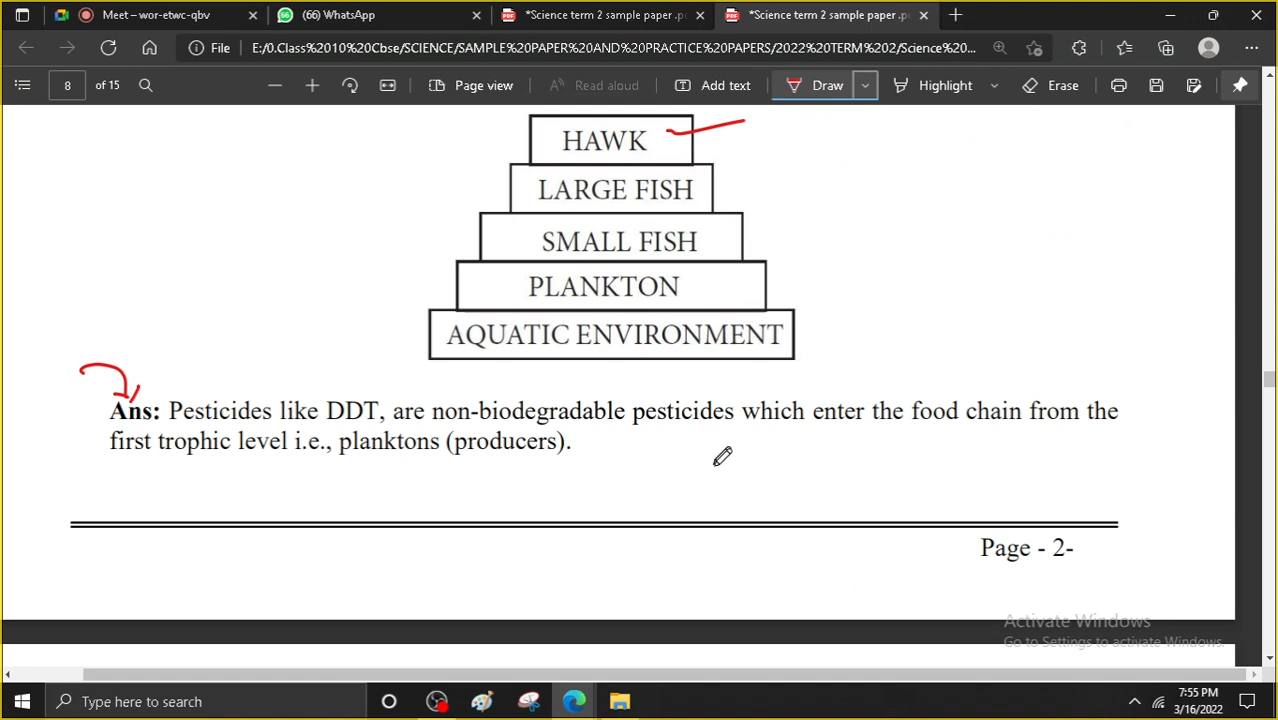 Meet – wor-etwc-qbv
(66) WhatsApp
*Science term 2 sample paper .p
*Science term 2 sample paper .p
File
E:/0.Class%2010%20Cbse/SCIENCE/SAMPLE%20PAPER%20AND%20PRACTICE%20PAPERS/2022%20TERM%202/Science%20...
8
of 15
Page view
Read aloud
Add text
Draw
Highlight
Erase
HAWK
LARGE FISH
SMALL FISH
PLANKTON
AQUATIC ENVIRONMENT
Ans: Pesticides like DDT, are non-biodegradable pesticides which enter the food chain from the
first trophic level i.e., planktons (producers).
Page - 2-
Activate Windows
Go to Settings to activate Windows.
Type here to search
7:55 PM
3/16/2022